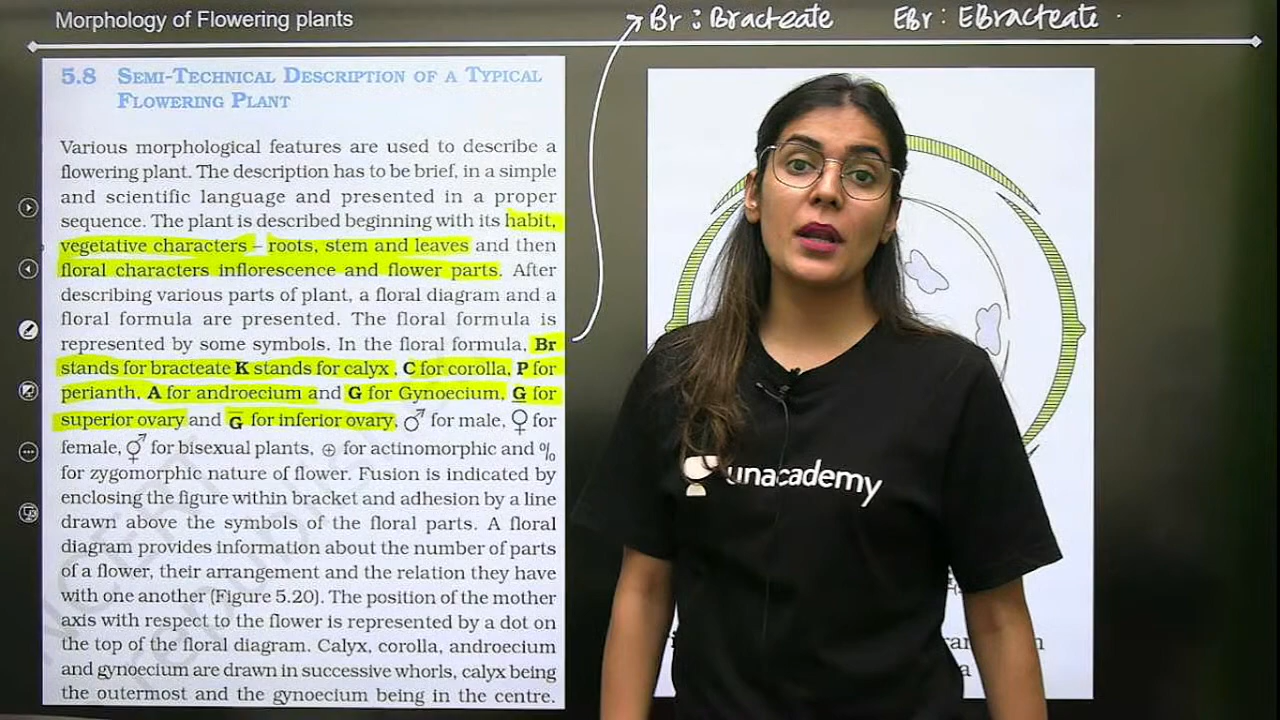 Morphology of Flowering plants
Br : Bracteate EBr : EBracteate
5.8 SEMI-TECHNICAL DESCRIPTION OF A TYPICAL
FLOWERING PLANT
Various morphological features are used to describe a
flowering plant. The description has to be brief, in a simple
and scientific language and presented in a proper
sequence. The plant is described beginning with its habit,
vegetative characters – roots, stem and leaves and then
floral characters inflorescence and flower parts. After
describing various parts of plant, a floral diagram and a
floral formula are presented. The floral formula is
represented by some symbols. In the floral formula, Br
stands for bracteate K stands for calyx , C for corolla, P for
perianth, A for androecium and G for Gynoecium, G̲ for
superior ovary and G̅ for inferior ovary, ⚦ for male, ♀ for
female, ⚥ for bisexual plants, ⊕ for actinomorphic and %
for zygomorphic nature of flower. Fusion is indicated by
enclosing the figure within bracket and adhesion by a line
drawn above the symbols of the floral parts. A floral
diagram provides information about the number of parts
of a flower, their arrangement and the relation they have
with one another (Figure 5.20). The position of the mother
axis with respect to the flower is represented by a dot on
the top of the floral diagram. Calyx, corolla, androecium
and gynoecium are drawn in successive whorls, calyx being
the outermost and the gynoecium being in the centre.
unacademy